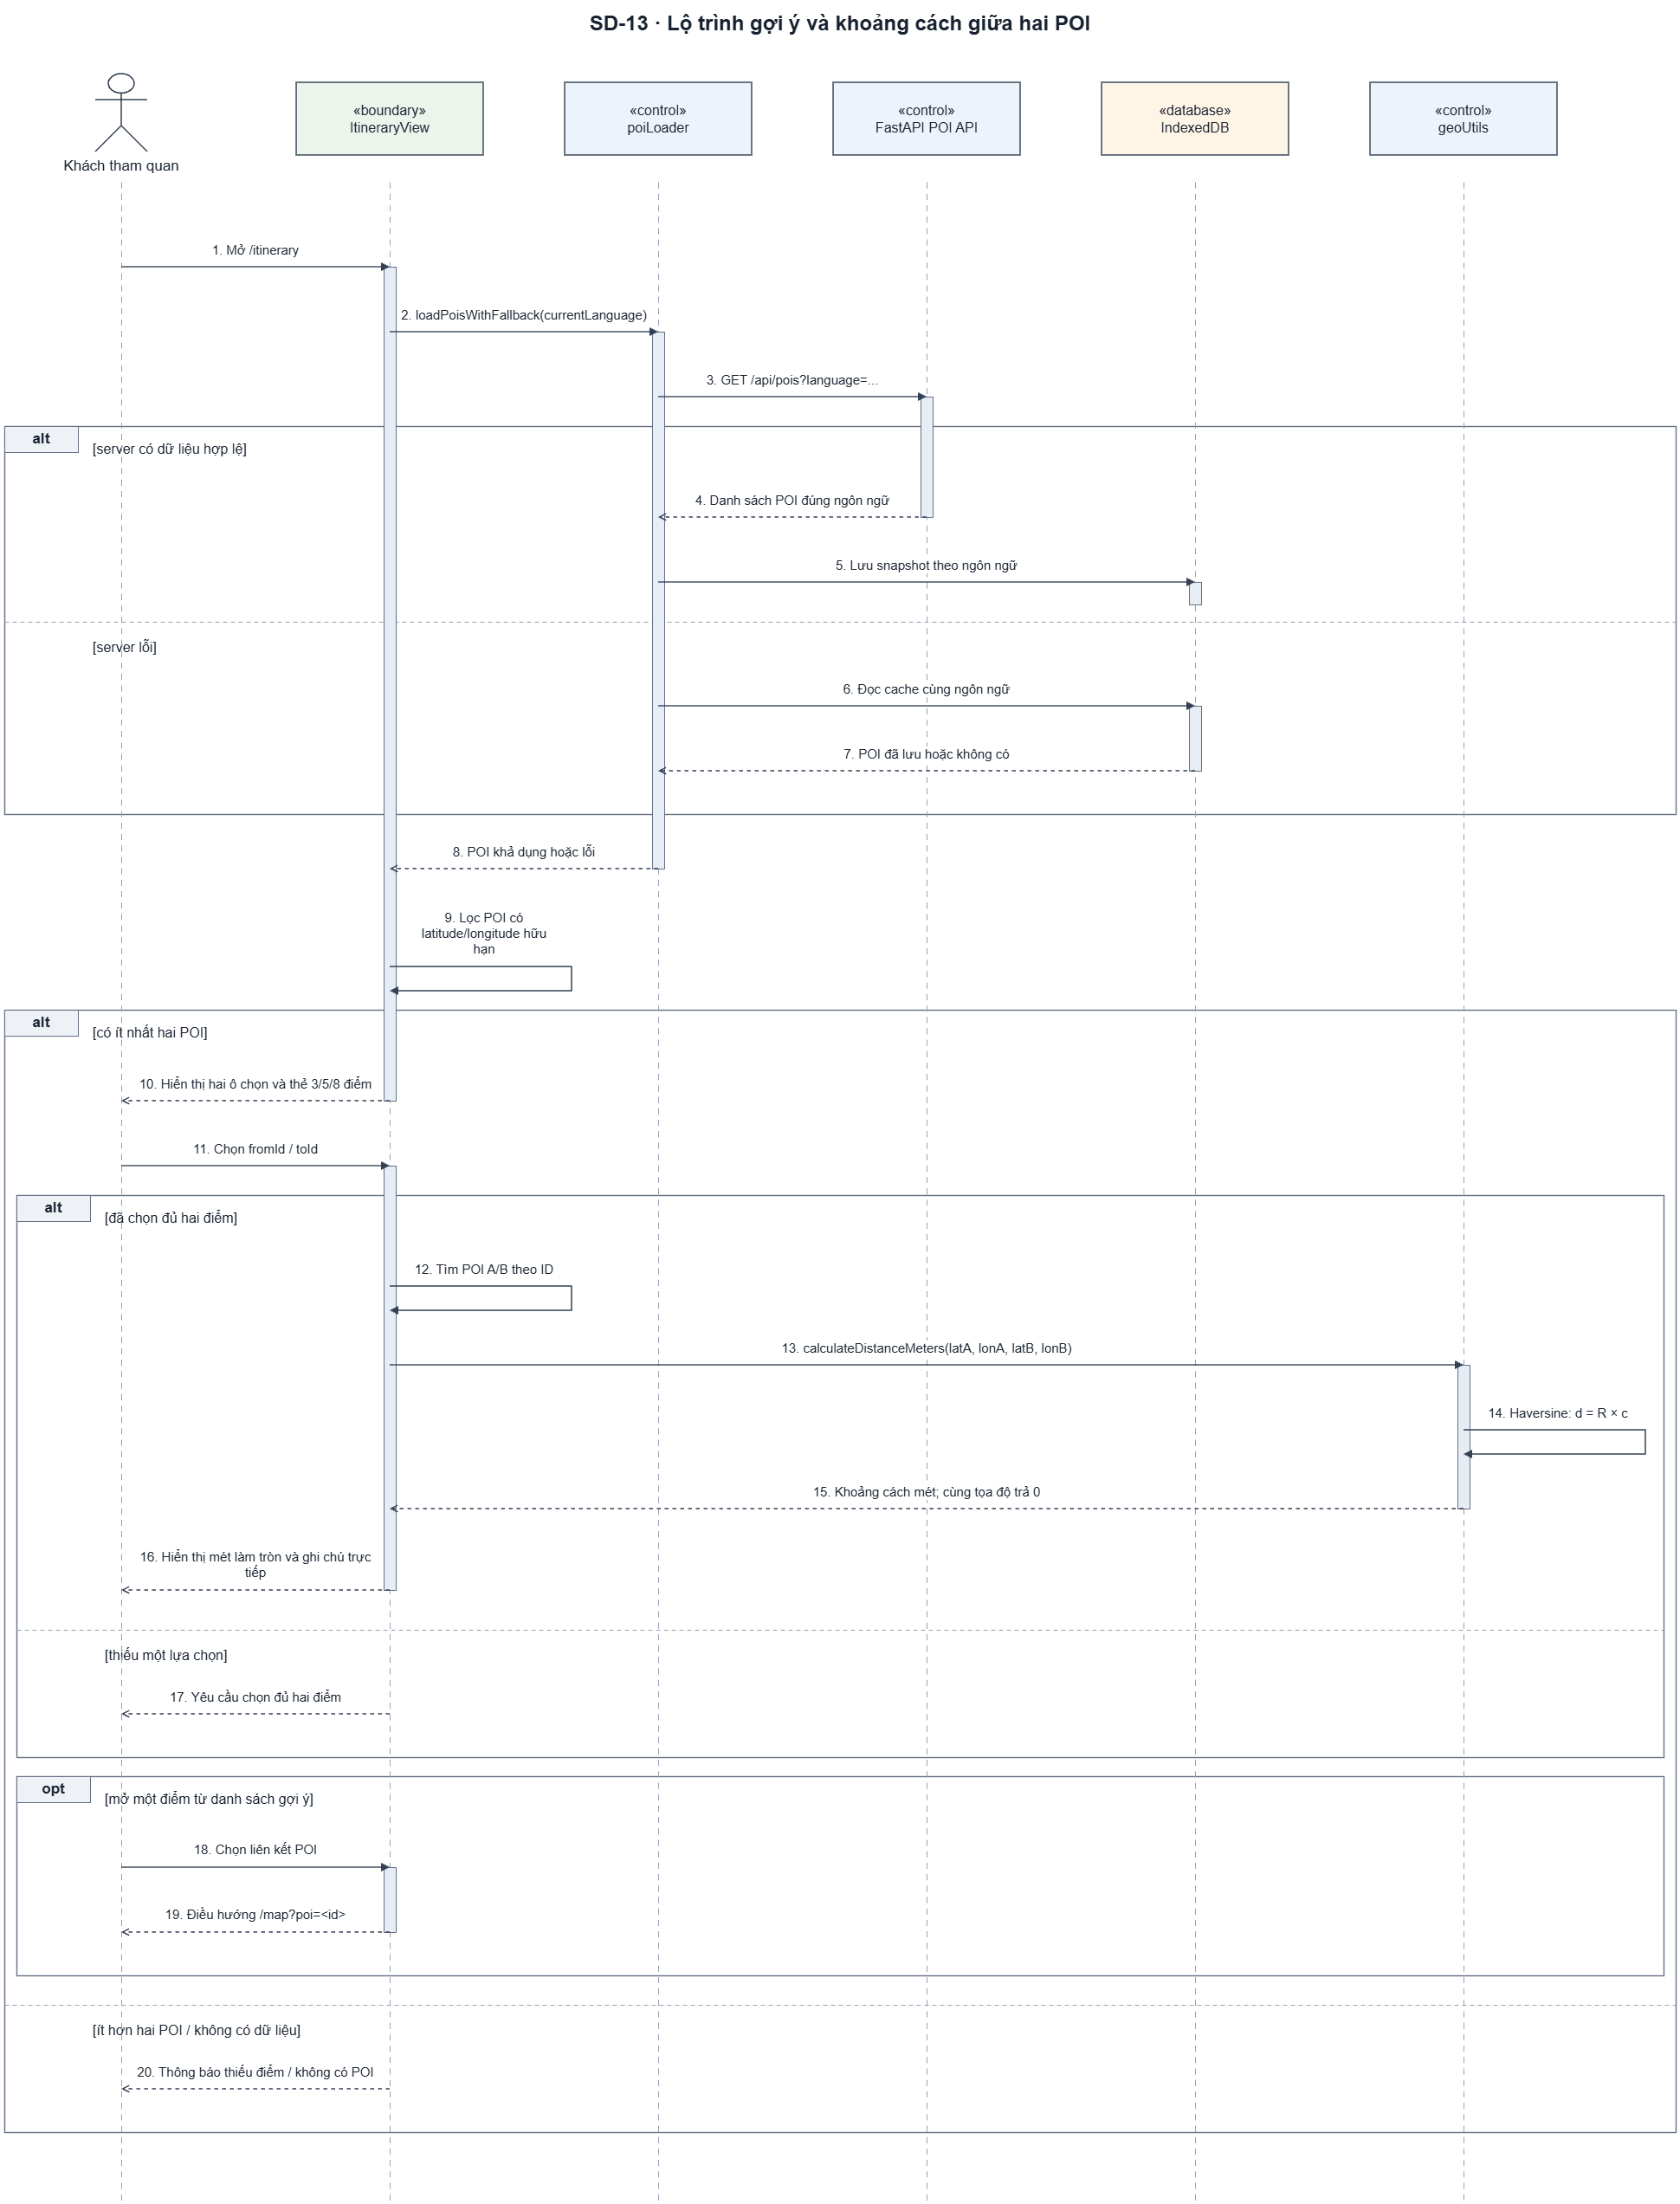 SD-13 · Lộ trình gợi ý và khoảng cách giữa hai POI
Khách tham quan
«boundary»
ItineraryView
«control»
poiLoader
«control»
FastAPI POI API
«database»
IndexedDB
«control»
geoUtils
1. Mở /itinerary
2. loadPoisWithFallback(currentLanguage)
3. GET /api/pois?language=...
alt
[server có dữ liệu hợp lệ]
4. Danh sách POI đúng ngôn ngữ
5. Lưu snapshot theo ngôn ngữ
[server lỗi]
6. Đọc cache cùng ngôn ngữ
7. POI đã lưu hoặc không có
8. POI khả dụng hoặc lỗi
9. Lọc POI có
latitude/longitude hữu
hạn
alt
[có ít nhất hai POI]
10. Hiển thị hai ô chọn và thẻ 3/5/8 điểm
11. Chọn fromId / toId
alt
[đã chọn đủ hai điểm]
12. Tìm POI A/B theo ID
13. calculateDistanceMeters(latA, lonA, latB, lonB)
14. Haversine: d = R × c
15. Khoảng cách mét; cùng tọa độ trả 0
16. Hiển thị mét làm tròn và ghi chú trực
tiếp
[thiếu một lựa chọn]
17. Yêu cầu chọn đủ hai điểm
opt
[mở một điểm từ danh sách gợi ý]
18. Chọn liên kết POI
19. Điều hướng /map?poi=<id>
[ít hơn hai POI / không có dữ liệu]
20. Thông báo thiếu điểm / không có POI